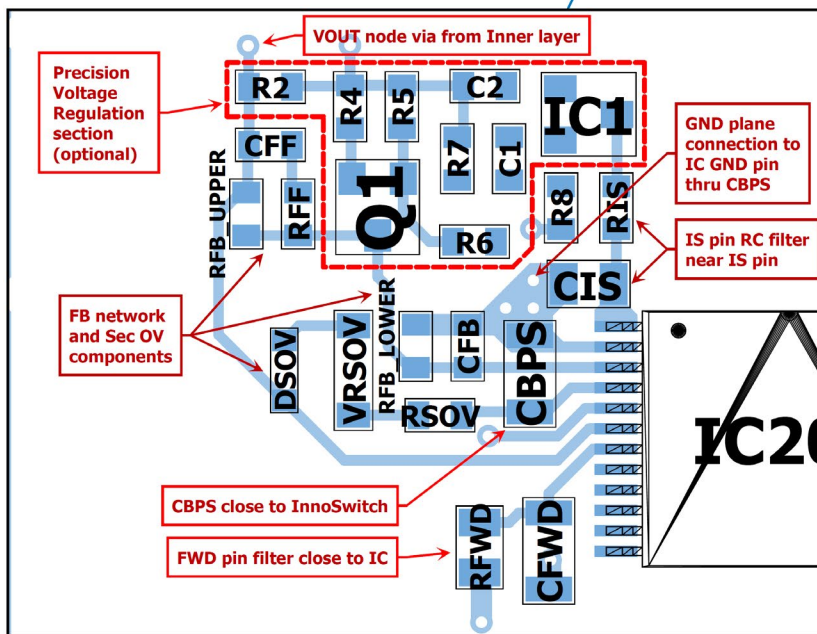 VOUT node via from Inner layer
Precision
Voltage
Regulation
section
(optional)
R2
R4
R5
C2
IC1
CFF
R7
C1
GND plane
connection to
IC GND pin
thru CBPS
RFB_UPPER
RFF
Q1
R6
R8
RIS
IS pin RC filter
near IS pin
CIS
FB network
and Sec OV
components
RFB_LOWER
DSOV
VRSOV
CFB
CBPS
RSOV
IC20
CBPS close to InnoSwitch
FWD pin filter close to IC
RFWD
CFWD